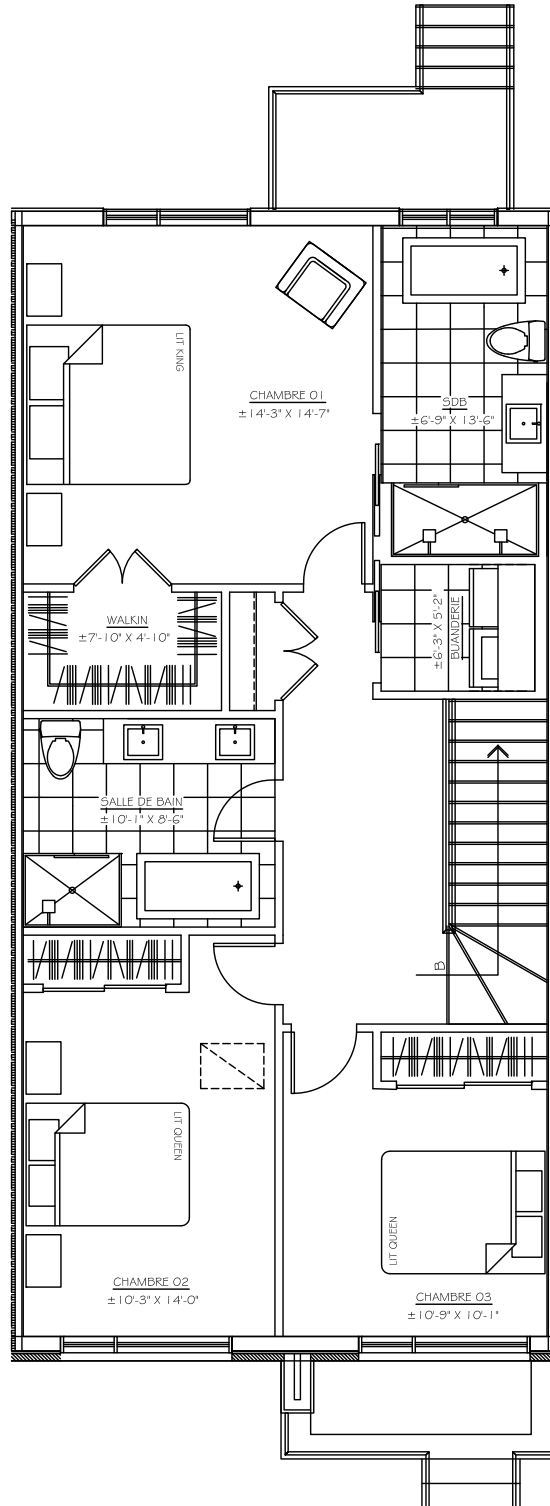 LIT KING
CHAMBRE 01
±14'-3" X 14'-7"
SDB
±6'-9" X 13'-6"
WALKIN
±7'-10" X 4'-10"
±6'-3" X 5'-2"
BUANDERIE
SALLE DE BAIN
±10'-1" X 8'-6"
B
LIT QUEEN
LIT QUEEN
CHAMBRE 02
±10'-3" X 14'-0"
CHAMBRE 03
±10'-9" X 10'-1"